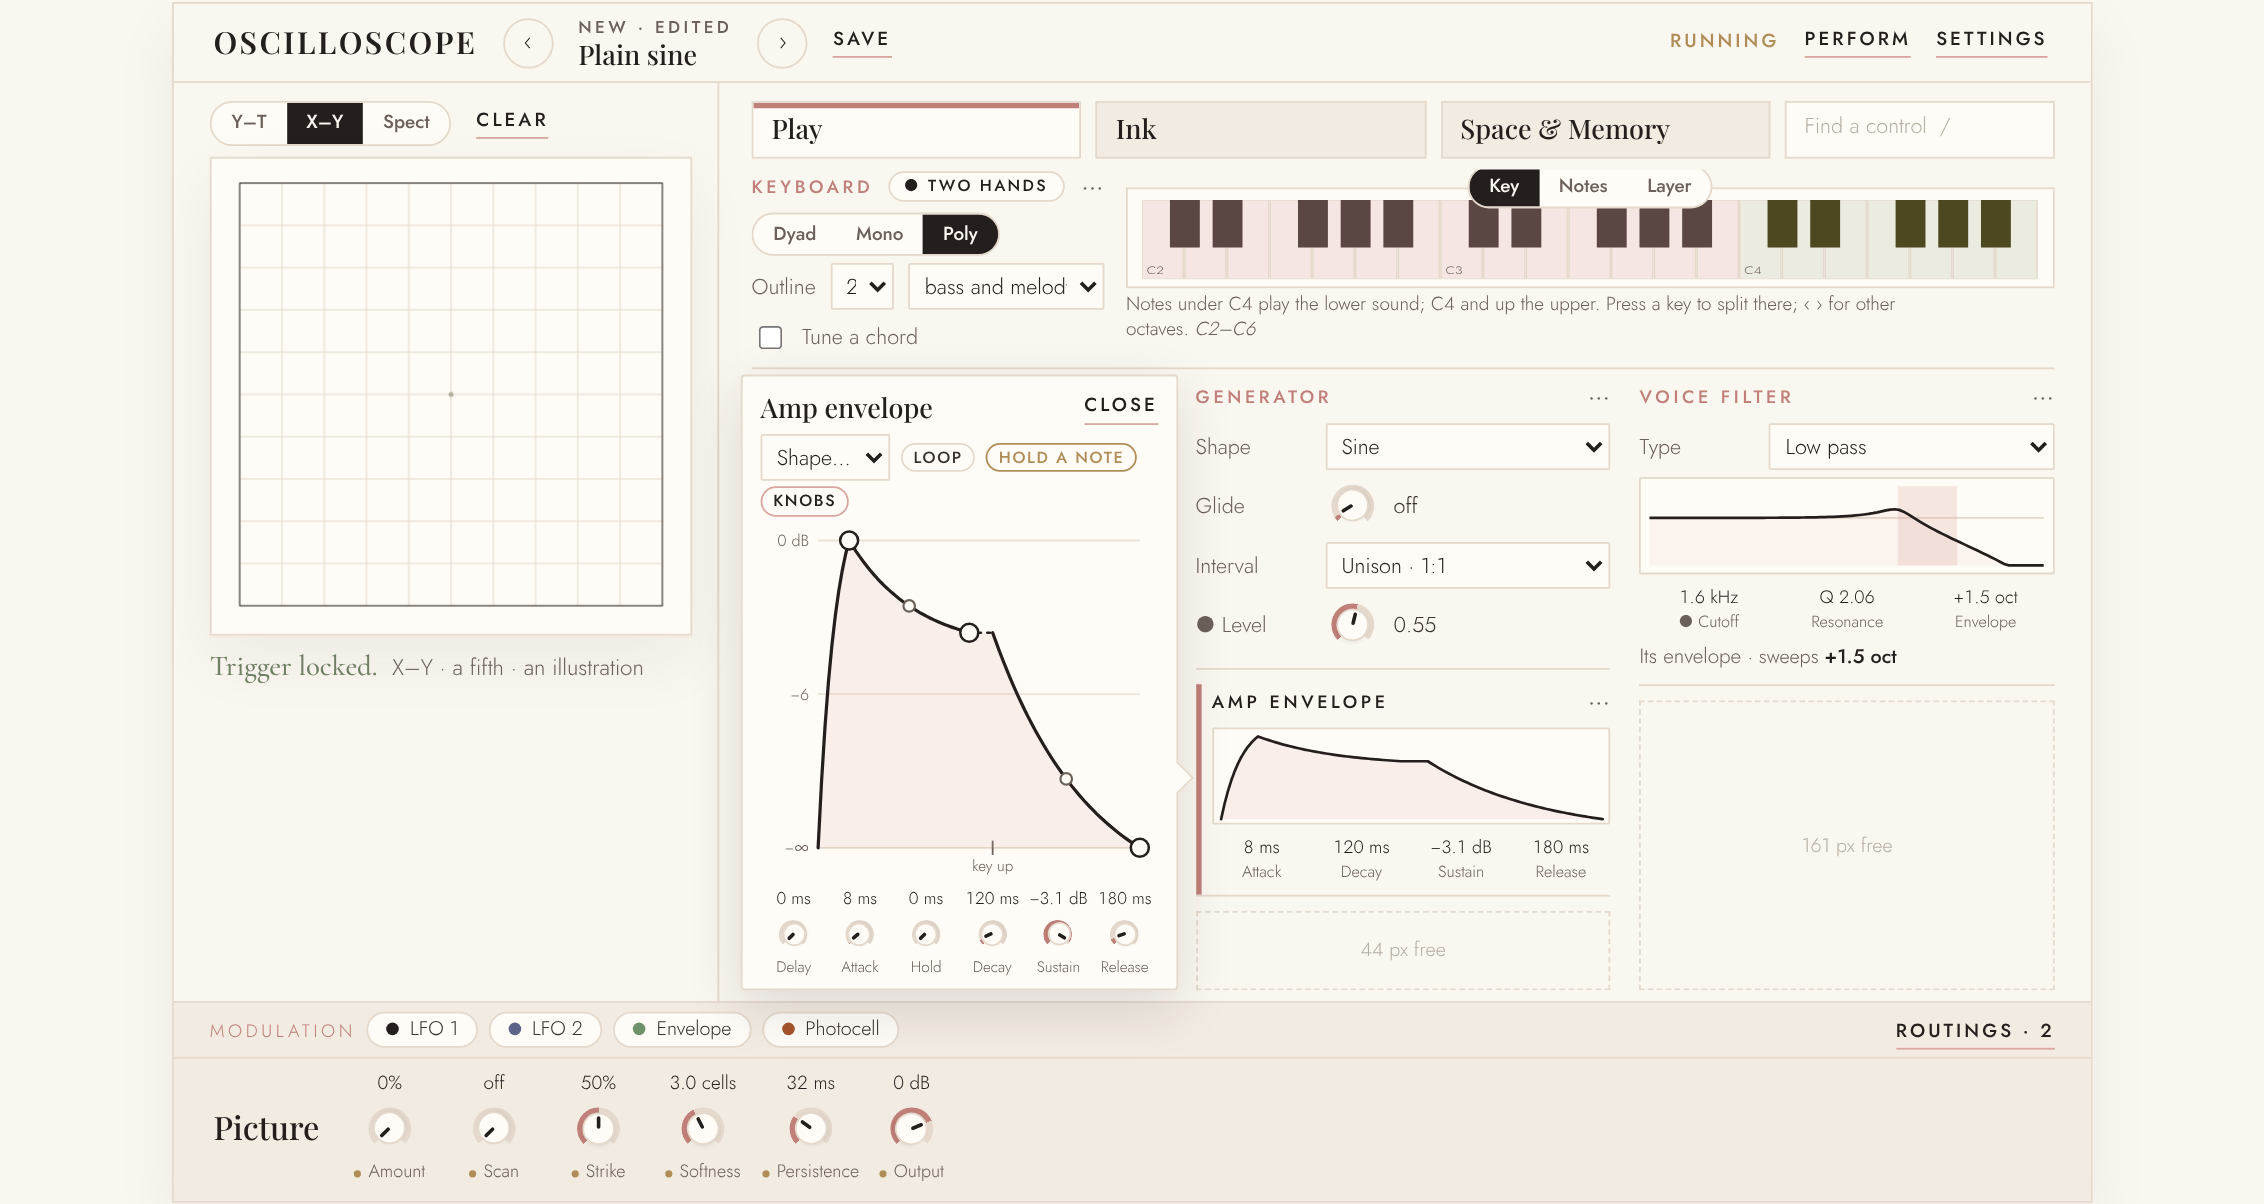 OSCILLOSCOPE
‹
NEW · EDITED
Plain sine
›
SAVE
RUNNING
PERFORM
SETTINGS
Y–T X–Y Spect
CLEAR
Play
Ink
Space & Memory
Find a control /
KEYBOARD
TWO HANDS
...
Dyad Mono Poly
Outline
2
bass and melod
Tune a chord
Key Notes Layer
C2 C3 C4
Notes under C4 play the lower sound; C4 and up the upper. Press a key to split there; ‹ › for other
octaves. C2–C6
Trigger locked. X–Y · a fifth · an illustration
Amp envelope
CLOSE
Shape...
LOOP
HOLD A NOTE
KNOBS
0 dB
−6
−∞
key up
0 ms 8 ms 0 ms 120 ms −3.1 dB 180 ms
Delay Attack Hold Decay Sustain Release
GENERATOR
...
Shape
Sine
Glide
off
Interval
Unison · 1:1
Level
0.55
AMP ENVELOPE
...
8 ms 120 ms −3.1 dB 180 ms
Attack Decay Sustain Release
44 px free
VOICE FILTER
...
Type
Low pass
1.6 kHz Q 2.06 +1.5 oct
Cutoff Resonance Envelope
Its envelope · sweeps +1.5 oct
161 px free
MODULATION
LFO 1
LFO 2
Envelope
Photocell
ROUTINGS · 2
Picture
0% off 50% 3.0 cells 32 ms 0 dB
Amount Scan Strike Softness Persistence Output